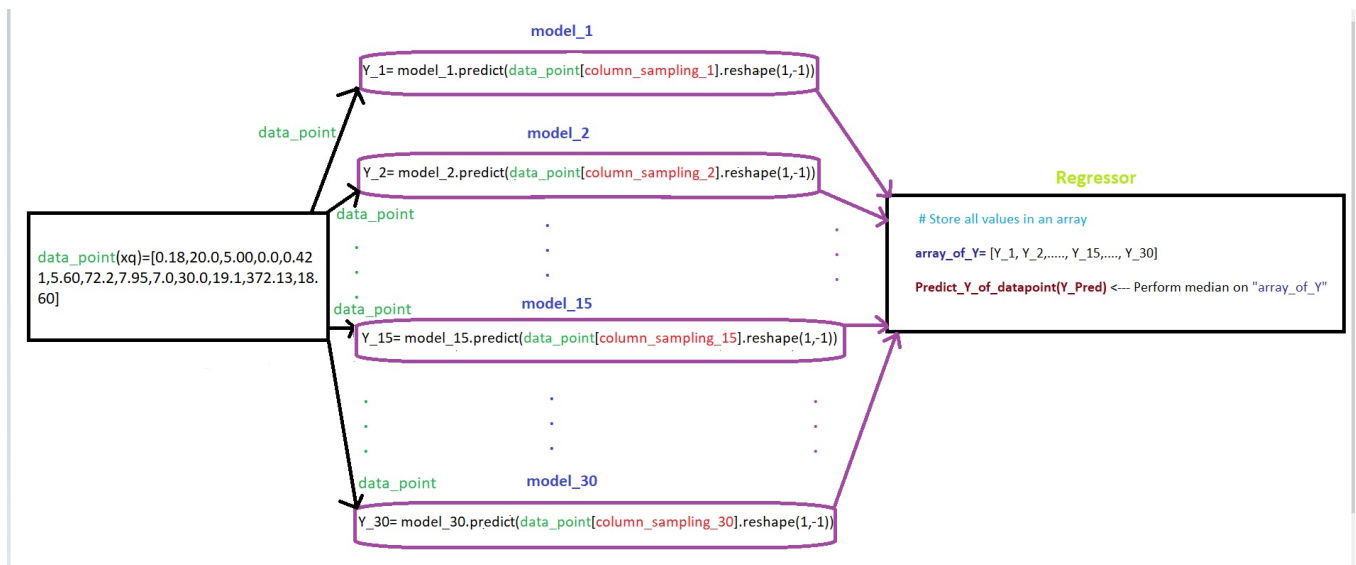 model_1
Y_1= model_1.predict(data_point[column_sampling_1].reshape(1,-1))
data_point
model_2
Y_2= model_2.predict(data_point[column_sampling_2].reshape(1,-1))
data_point
Regressor
# Store all values in an array
array_of_Y= [Y_1, Y_2,....., Y_15,...., Y_30]
Predict_Y_of_datapoint(Y_Pred) <--- Perform median on "array_of_Y"
data_point(xq)=[0.18,20.0,5.00,0.0,0.42
1,5.60,72.2,7.95,7.0,30.0,19.1,372.13,18.
60]
model_15
data_point
Y_15= model_15.predict(data_point[column_sampling_15].reshape(1,-1))
model_30
data_point
Y_30= model_30.predict(data_point[column_sampling_30].reshape(1,-1))